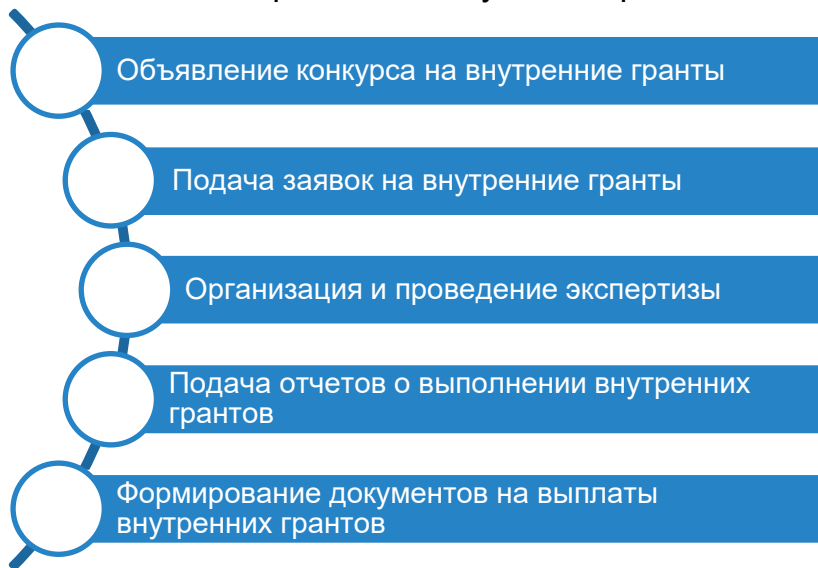 Объявление конкурса на внутренние гранты
Подача заявок на внутренние гранты
Организация и проведение экспертизы
Подача отчетов о выполнении внутренних
грантов
Формирование документов на выплаты
внутренних грантов